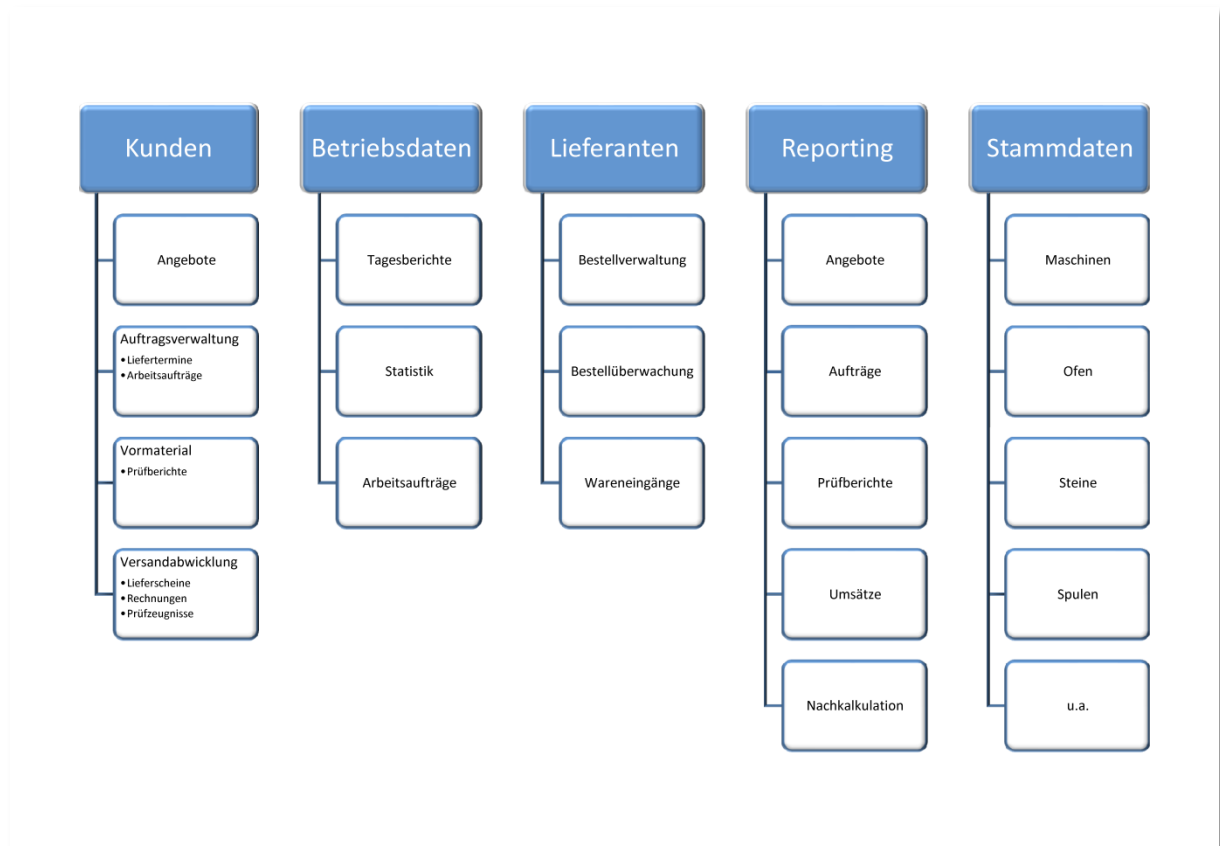 Kunden
Angebote
Auftragsverwaltung
• Liefertermine
• Arbeitsaufträge
Vormaterial
• Prüfberichte
Versandabwicklung
• Lieferscheine
• Rechnungen
• Prüfzeugnisse
Betriebsdaten
Tagesberichte
Statistik
Arbeitsaufträge
Lieferanten
Bestellverwaltung
Bestellüberwachung
Wareneingänge
Reporting
Angebote
Aufträge
Prüfberichte
Umsätze
Nachkalkulation
Stammdaten
Maschinen
Ofen
Steine
Spulen
u.a.